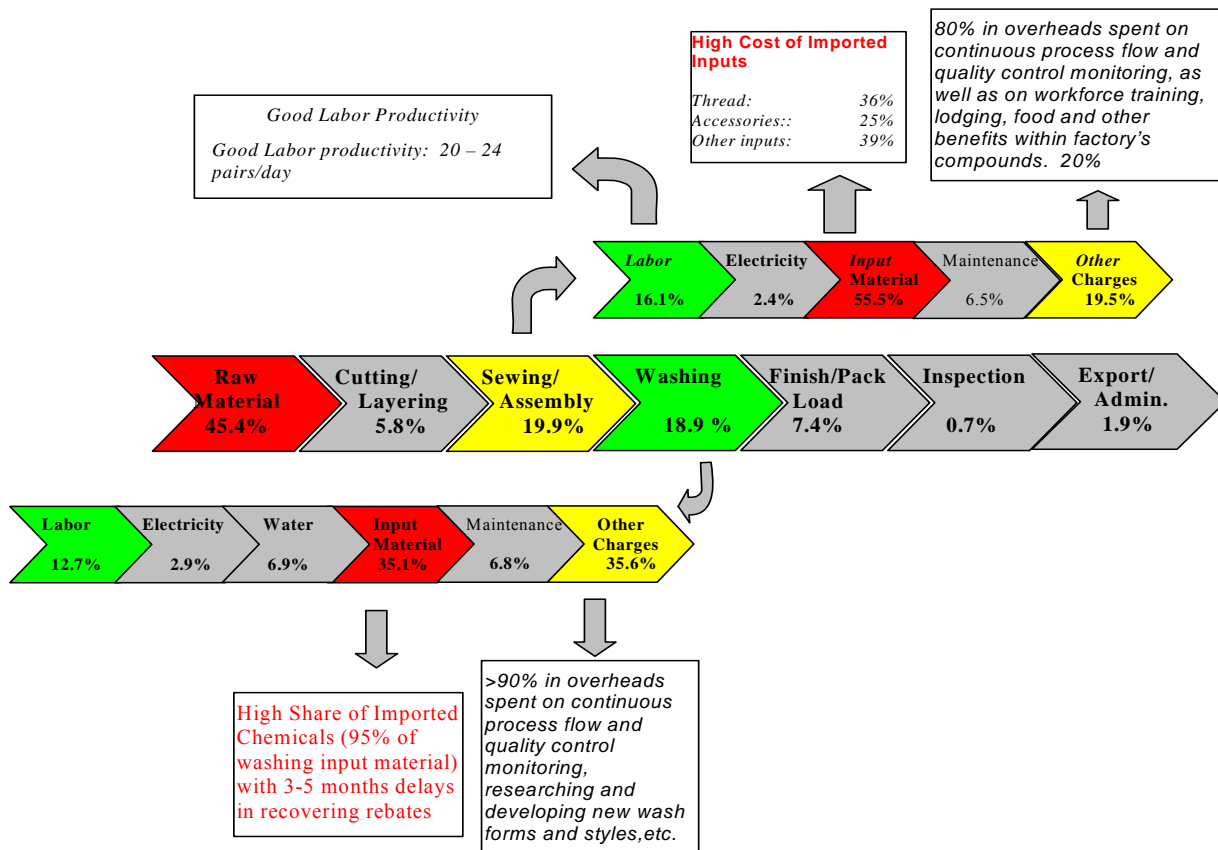 High Cost of Imported
Inputs
Thread: 36%
Accessories:: 25%
Other inputs: 39%
80% in overheads spent on
continuous process flow and
quality control monitoring, as
well as on workforce training,
lodging, food and other
benefits within factory's
compounds. 20%
Good Labor Productivity
Good Labor productivity: 20 – 24
pairs/day
Labor
16.1%
Electricity
2.4%
Input
Material
55.5%
Maintenance
6.5%
Other
Charges
19.5%
Raw
Material
45.4%
Cutting/
Layering
5.8%
Sewing/
Assembly
19.9%
Washing
18.9 %
Finish/Pack
Load
7.4%
Inspection
0.7%
Export/
Admin.
1.9%
Labor
12.7%
Electricity
2.9%
Water
6.9%
Input
Material
35.1%
Maintenance
6.8%
Other
Charges
35.6%
High Share of Imported
Chemicals (95% of
washing input material)
with 3-5 months delays
in recovering rebates
>90% in overheads
spent on continuous
process flow and
quality control
monitoring,
researching and
developing new wash
forms and styles,etc.